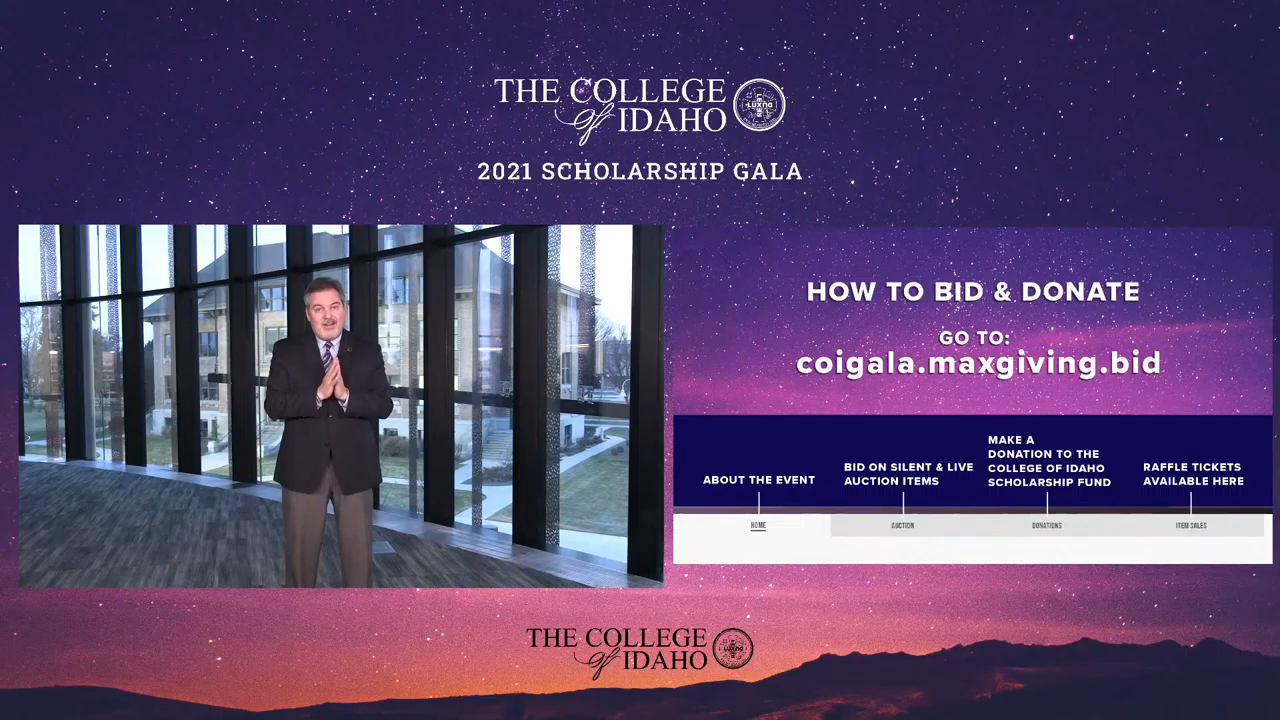 THE COLLEGE
of IDAHO
LUXNA
2021 SCHOLARSHIP GALA
HOW TO BID & DONATE
GO TO:
coigala.maxgiving.bid
ABOUT THE EVENT
BID ON SILENT & LIVE
AUCTION ITEMS
MAKE A
DONATION TO THE
COLLEGE OF IDAHO
SCHOLARSHIP FUND
RAFFLE TICKETS
AVAILABLE HERE
HOME
AUCTION
DONATIONS
ITEM SALES
THE COLLEGE
of IDAHO
LUXNA